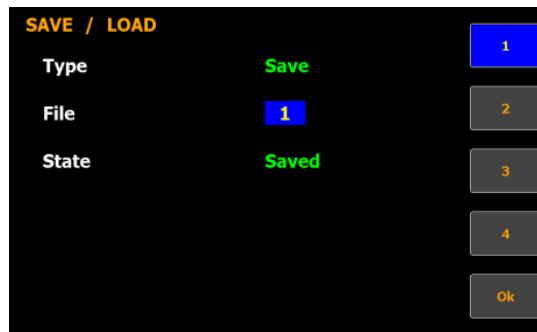 SAVE / LOAD
Type Save
File 1
State Saved
1
2
3
4
Ok